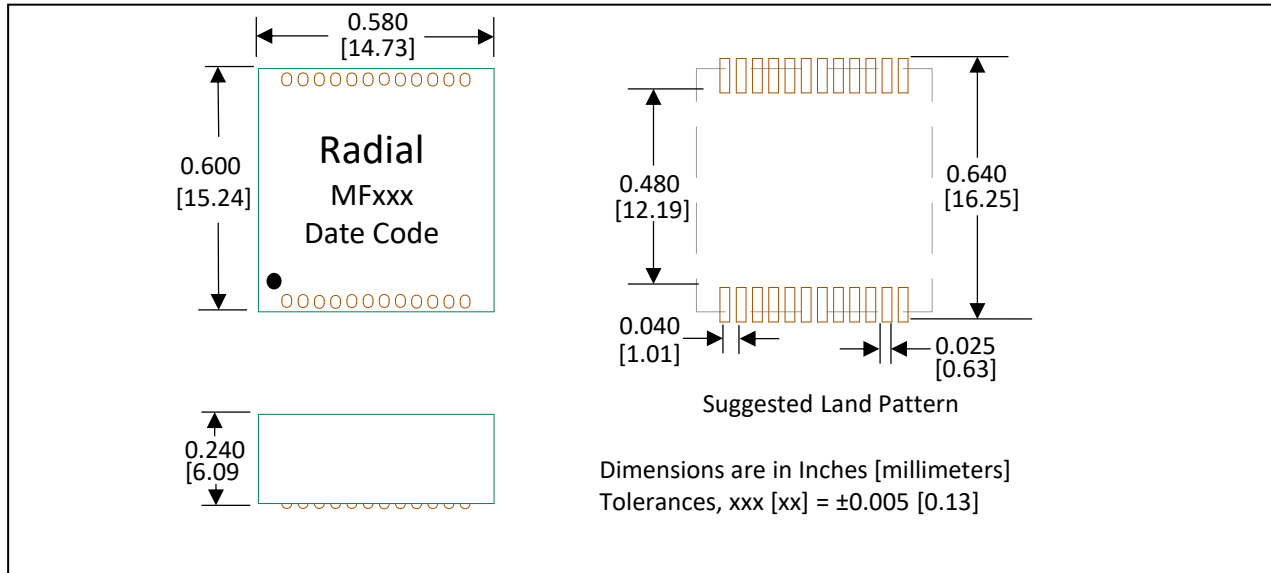 0.580
[14.73]
0.600
[15.24]
Radial
MFxxx
Date Code
0.480
[12.19]
0.640
[16.25]
0.040
[1.01]
0.025
[0.63]
Suggested Land Pattern
0.240
[6.09
Dimensions are in Inches [millimeters]
Tolerances, xxx [xx] = ±0.005 [0.13]